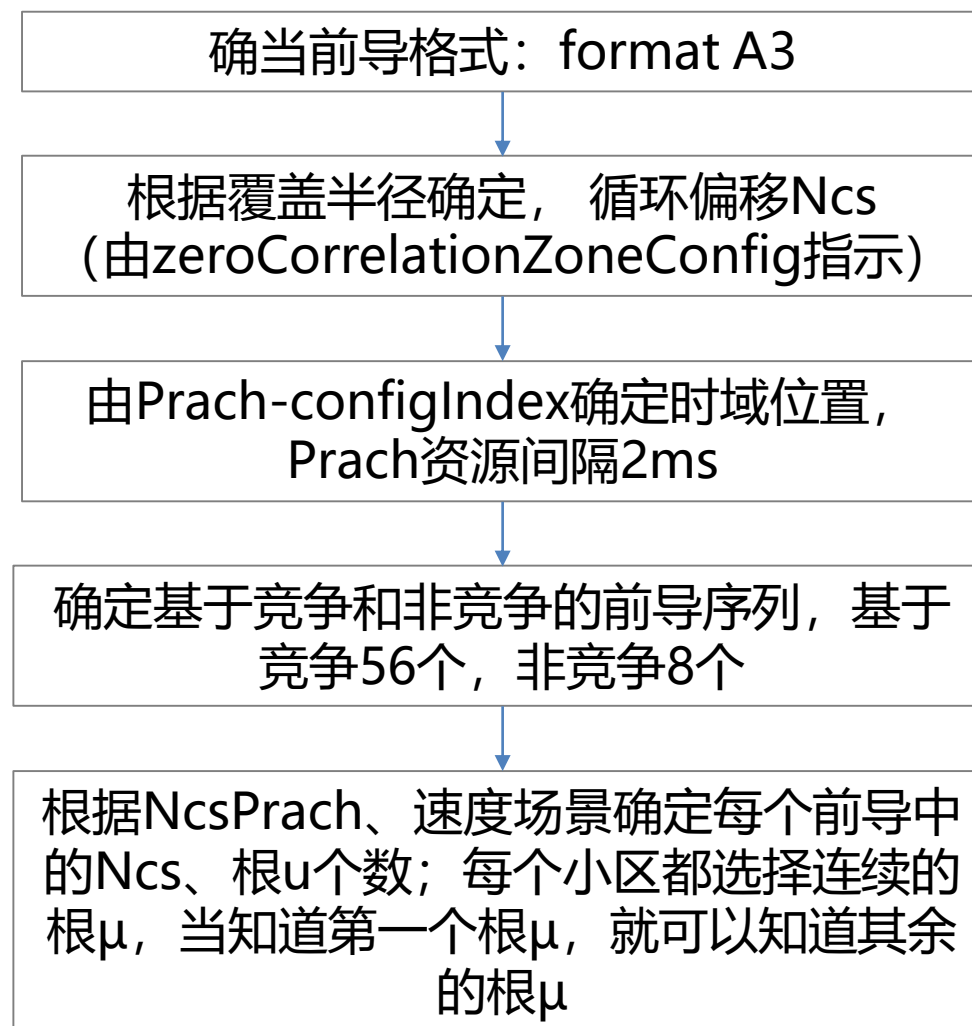 确当前导格式：format A3
根据覆盖半径确定， 循环偏移Ncs
（由zeroCorrelationZoneConfig指示）
由Prach-configIndex确定时域位置，
Prach资源间隔2ms
确定基于竞争和非竞争的前导序列，基于
竞争56个，非竞争8个
根据NcsPrach、速度场景确定每个前导中
的Ncs、根u个数；每个小区都选择连续的
根μ，当知道第一个根μ，就可以知道其余
的根μ